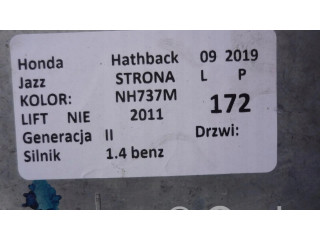 Honda Hathback 09 2019
Jazz STRONA L P
KOLOR: NH737M
LIFT NIE 2011 172
Generacja II Drzwi:
Silnik 1.4 benz